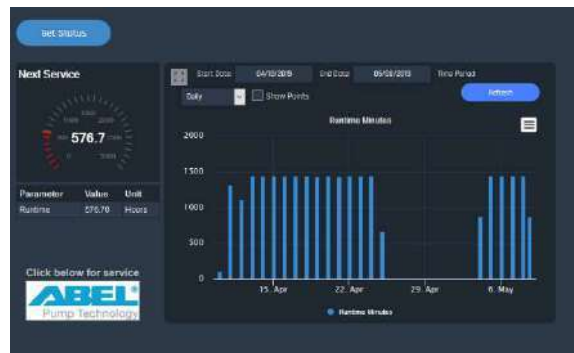 Set Status
Next Service
576.7
Parameter Value Unit
Runtime 576.70 Hours
Click below for service
ABEL
Pump Technology
Start Date 04/10/2019 End Date 05/08/2019 Time Period
Daily Show Points Refresh
Runtime Minutes
2000
1500
1000
500
0
15. Apr 22. Apr 29. Apr 6. May
Runtime Minutes